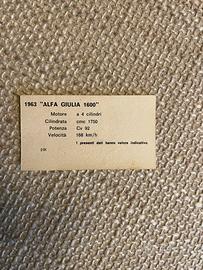 1963 "ALFA GIULIA 1600"
Motore a 4 cilindri
Cilindrata cmc 1750
Potenza Cv 92
Velocità 168 km/h
I presenti dati hanno valore indicativo